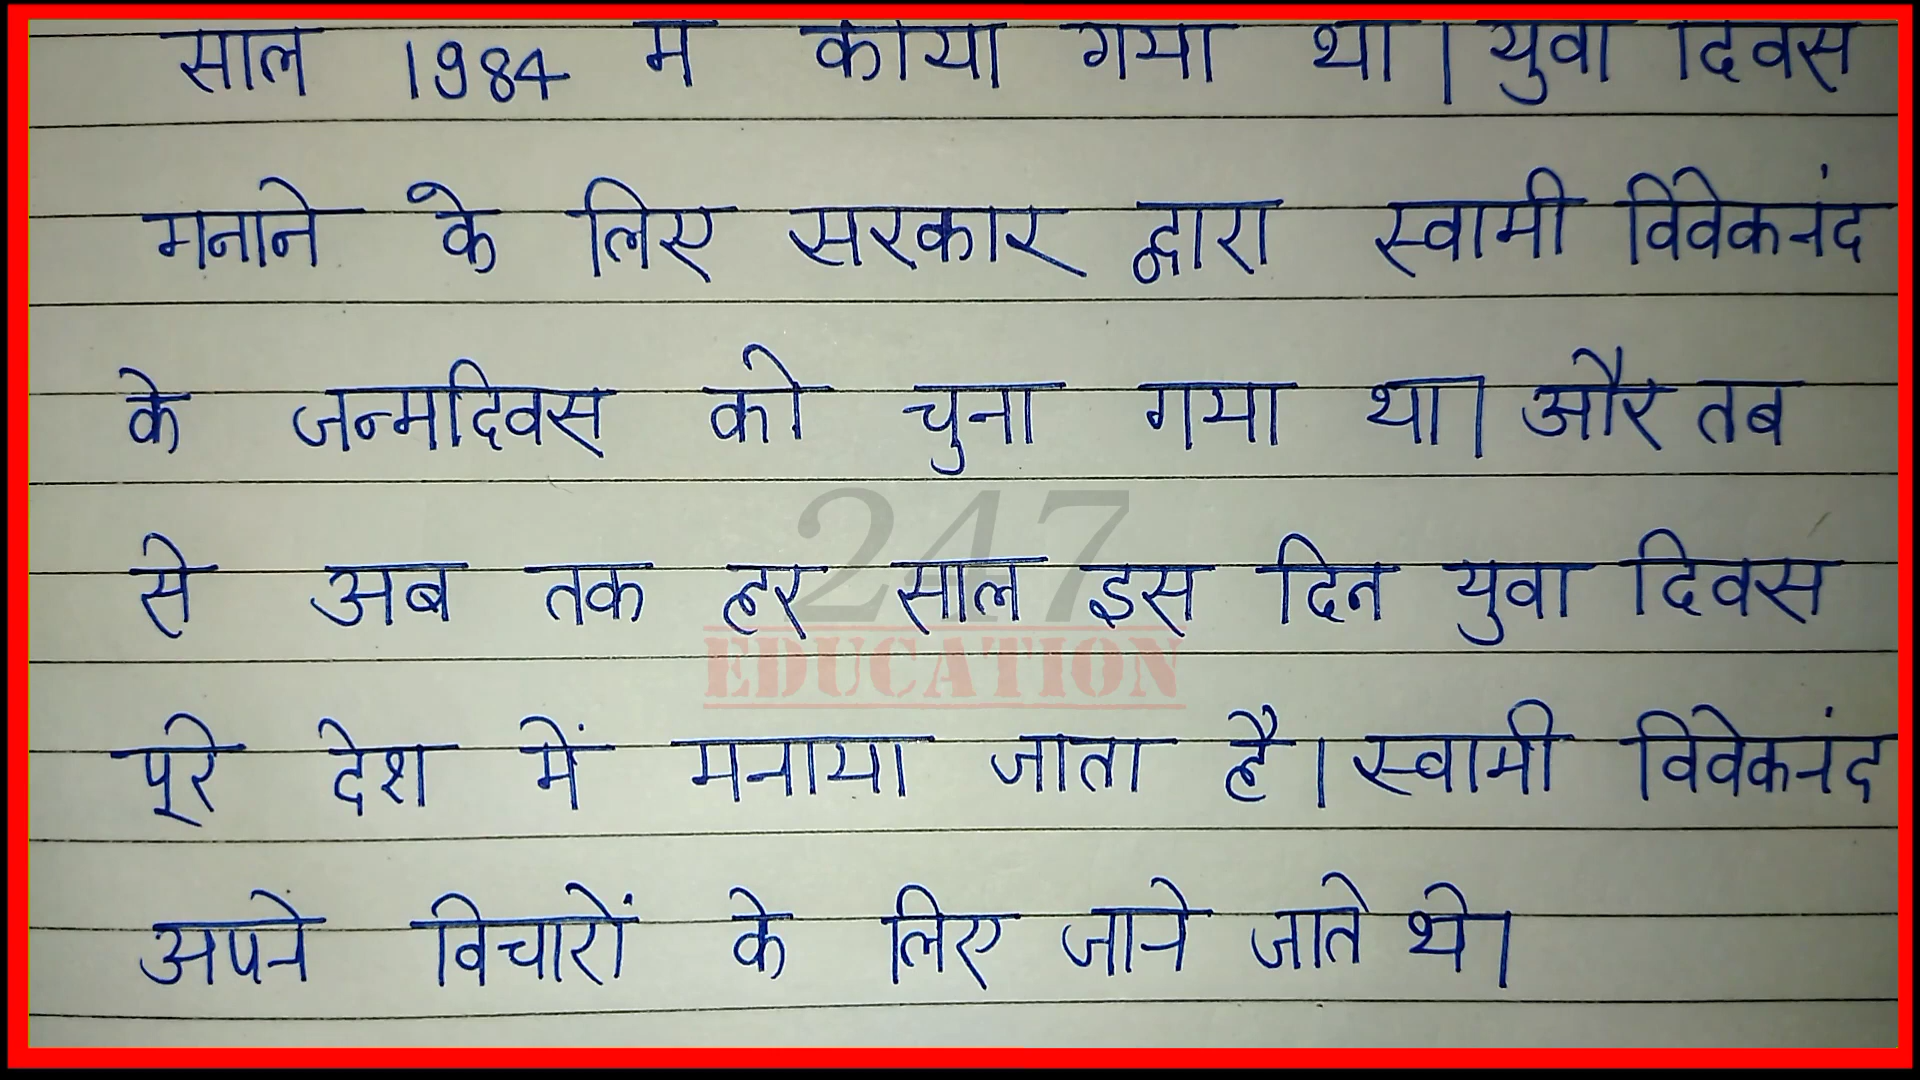 साल 1984 में कीया गया था। युवा दिवस
मनाने के लिए सरकार द्वारा स्वामी विवेकनंद
के जन्मदिवस को चुना गया था। और तब
से अब तक हर साल इस दिन युवा दिवस
247
EDUCATION
पूरे देश में मनाया जाता है। स्वामी विवेकनंद
अपने विचारों के लिए जाने जाते थे।